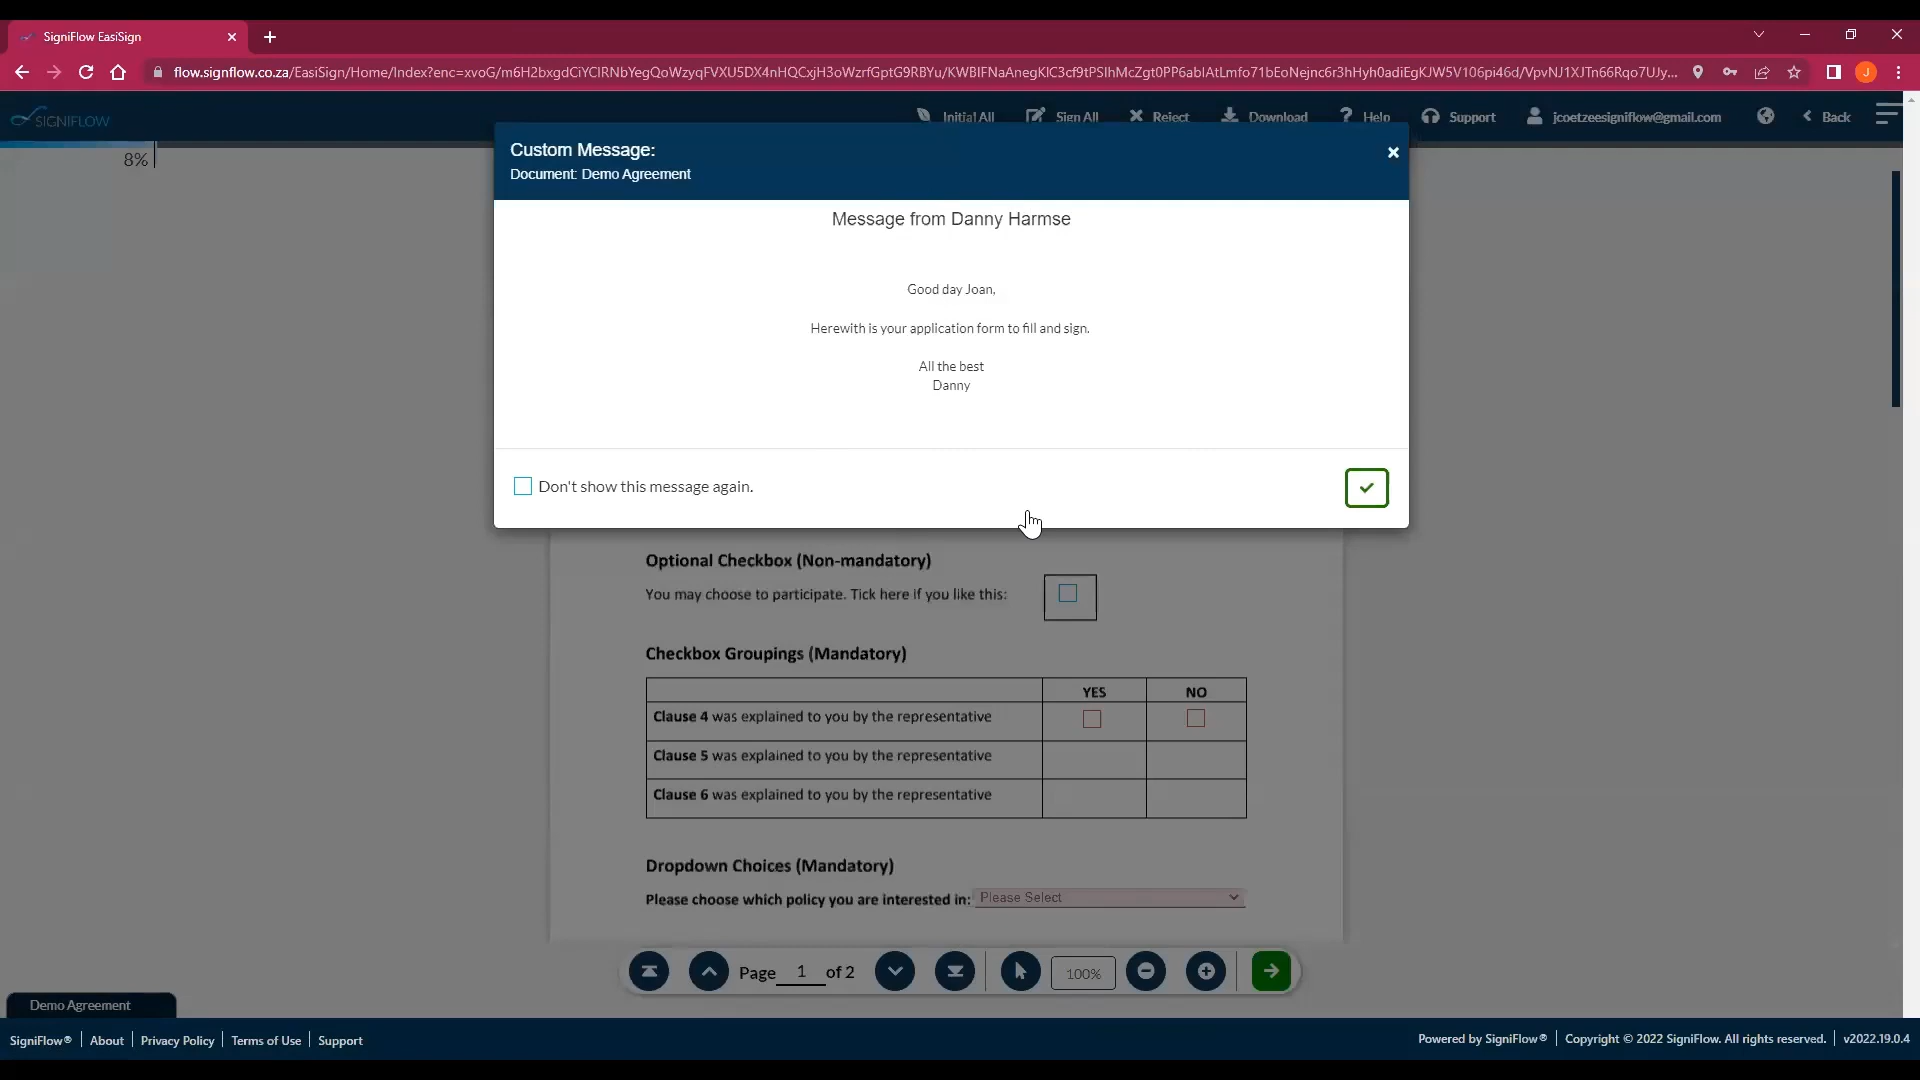 SigniFlow EasiSign
flow.signflow.co.za/EasiSign/Home/Index?enc=xvoG/m6H2bxgdCiYClRNbYegQoWzyqFVXU5DX4nHQCxjH3oWzrfGptG9RBYu/KWBIFNaAnegKlC3cf9tPSlhMcZgt0PP6ablAtLmfo71bEoNejnc6r3hHyh0adiEgKJW5V106pi46d/VpvNJ1XJTn66Rqo7UJy...
J
SIGNIFLOW
Initial All
Sign All
Reject
Download
Help
Support
jcoetzeesigniflow@gmail.com
Back
8%
Custom Message:
Document: Demo Agreement
Message from Danny Harmse
Good day Joan,
Herewith is your application form to fill and sign.
All the best
Danny
Don't show this message again.
Optional Checkbox (Non-mandatory)
You may choose to participate. Tick here if you like this:
Checkbox Groupings (Mandatory)
YES NO
Clause 4 was explained to you by the representative
Clause 5 was explained to you by the representative
Clause 6 was explained to you by the representative
Dropdown Choices (Mandatory)
Please choose which policy you are interested in: Please Select
Page 1 of 2
100%
Demo Agreement
SigniFlow® | About | Privacy Policy | Terms of Use | Support
Powered by SigniFlow® | Copyright © 2022 SigniFlow. All rights reserved. | v2022.19.0.4